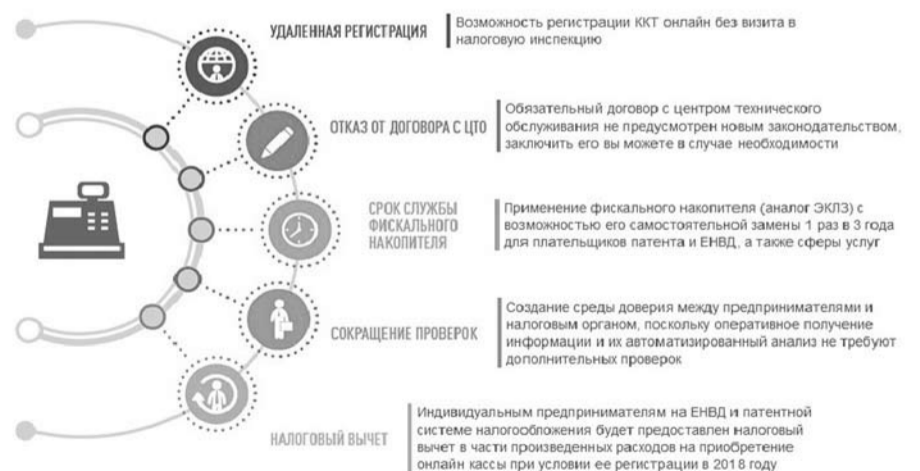 УДАЛЕННАЯ РЕГИСТРАЦИЯ
Возможность регистрации ККТ онлайн без визита в
налоговую инспекцию
ОТКАЗ ОТ ДОГОВОРА С ЦТО
Обязательный договор с центром технического
обслуживания не предусмотрен новым законодательством,
заключить его вы можете в случае необходимости
СРОК СЛУЖБЫ
ФИСКАЛЬНОГО
НАКОПИТЕЛЯ
Применение фискального накопителя (аналог ЭКЛЗ) с
возможностью его самостоятельной замены 1 раз в 3 года
для плательщиков патента и ЕНВД, а также сферы услуг
СОКРАЩЕНИЕ ПРОВЕРОК
Создание среды доверия между предпринимателями и
налоговым органом, поскольку оперативное получение
информации и их автоматизированный анализ не требуют
дополнительных проверок
НАЛОГОВЫЙ ВЫЧЕТ
Индивидуальным предпринимателям на ЕНВД и патентной
системе налогообложения будет предоставлен налоговый
вычет в части произведенных расходов на приобретение
онлайн кассы при условии ее регистрации в 2018 году